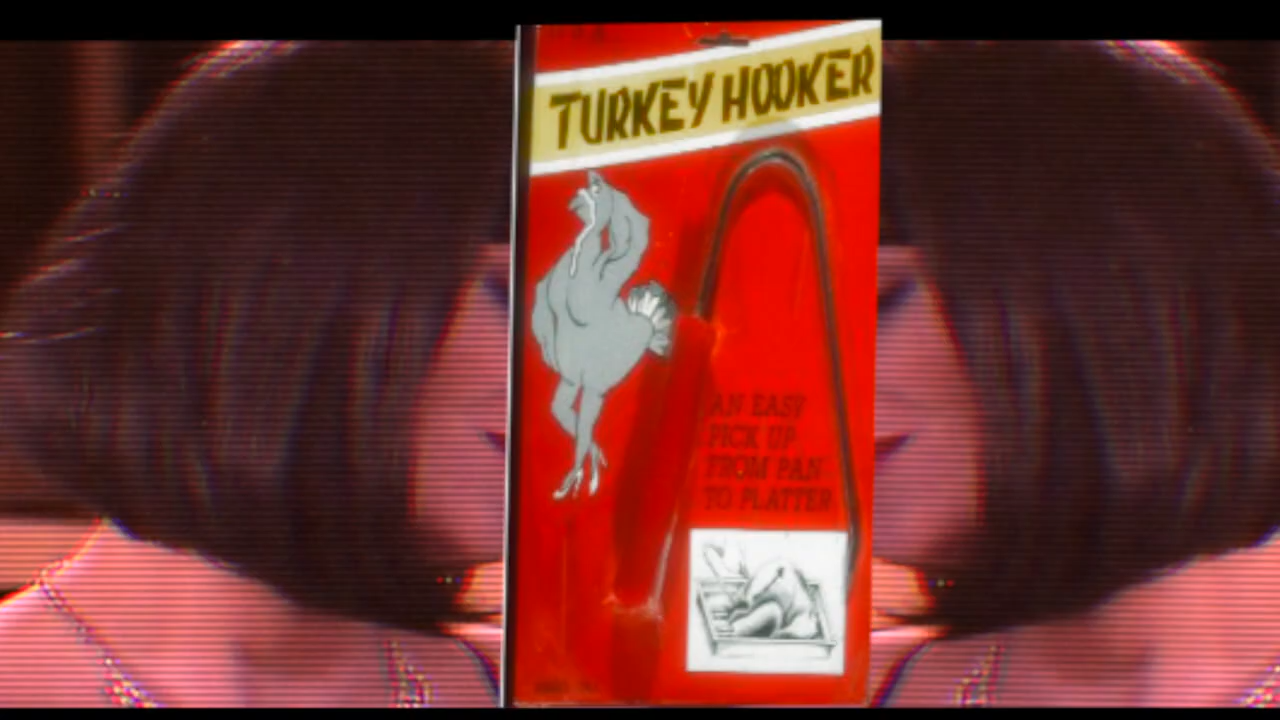 TURKEY HOOKER
AN EASY
PICK UP
FROM PAN
TO PLATTER